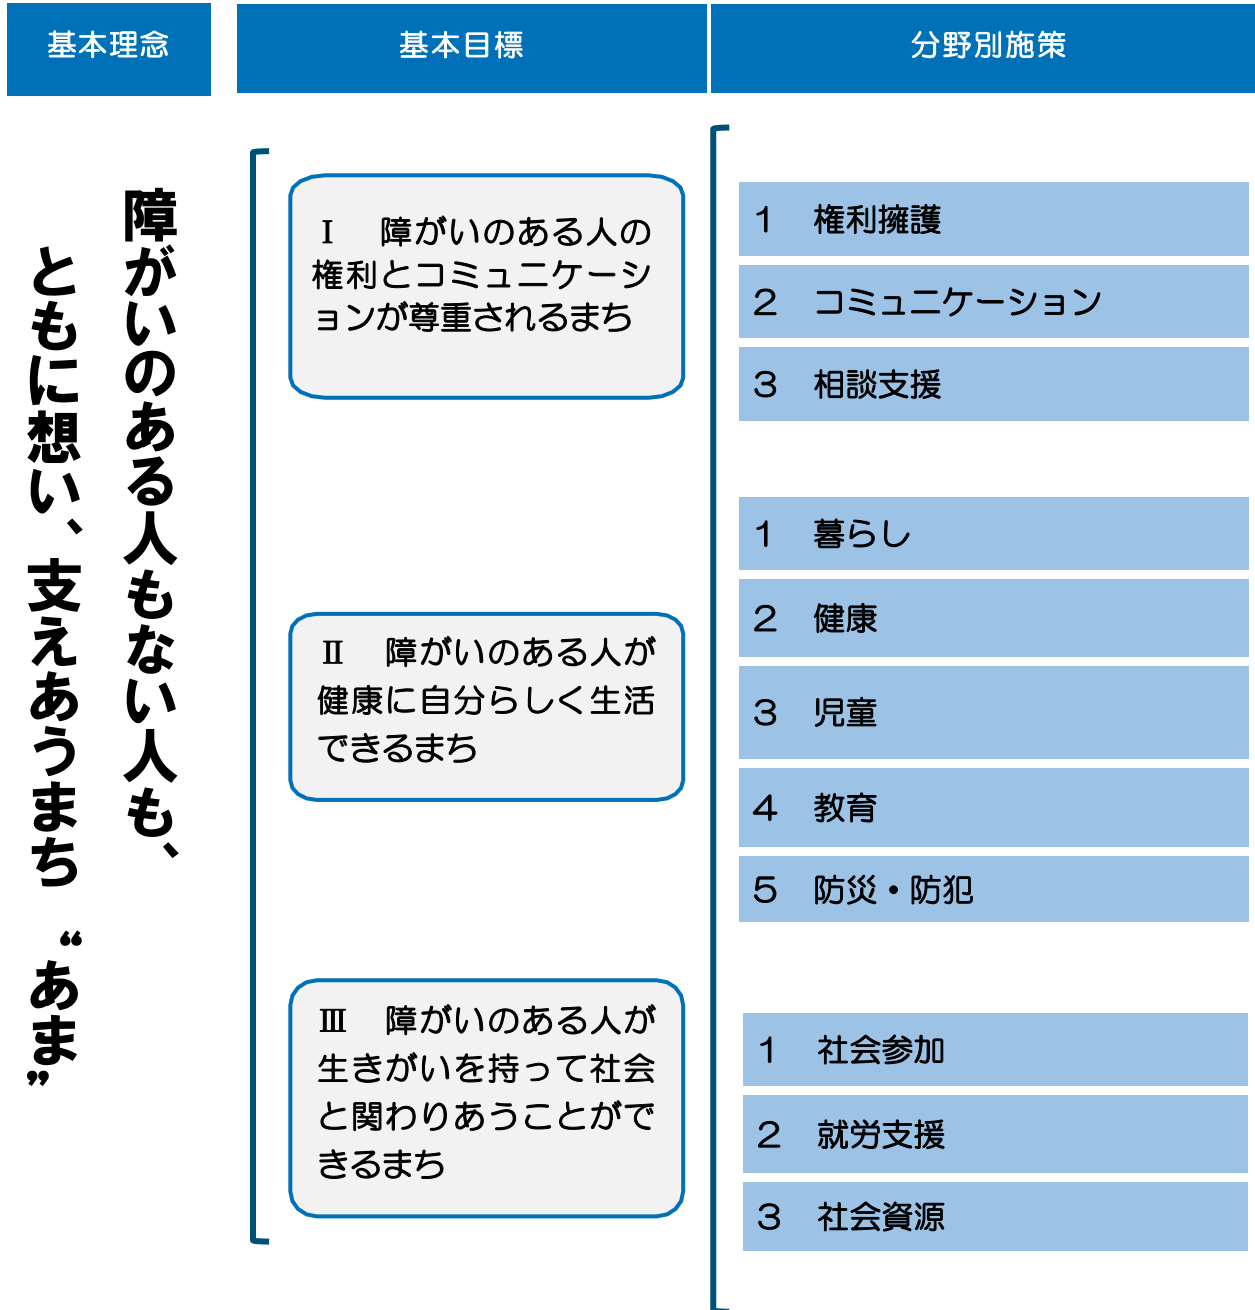 基本理念
基本目標
分野別施策
障がいのある人もない人も、
ともに想い、支えあうまち “あま”
Ⅰ　障がいのある人の
権利とコミュニケーシ
ョンが尊重されるまち
1　権利擁護
2　コミュニケーション
3　相談支援
Ⅱ　障がいのある人が
健康に自分らしく生活
できるまち
1　暮らし
2　健康
3　児童
4　教育
5　防災・防犯
Ⅲ　障がいのある人が
生きがいを持って社会
と関わりあうことがで
きるまち
1　社会参加
2　就労支援
3　社会資源